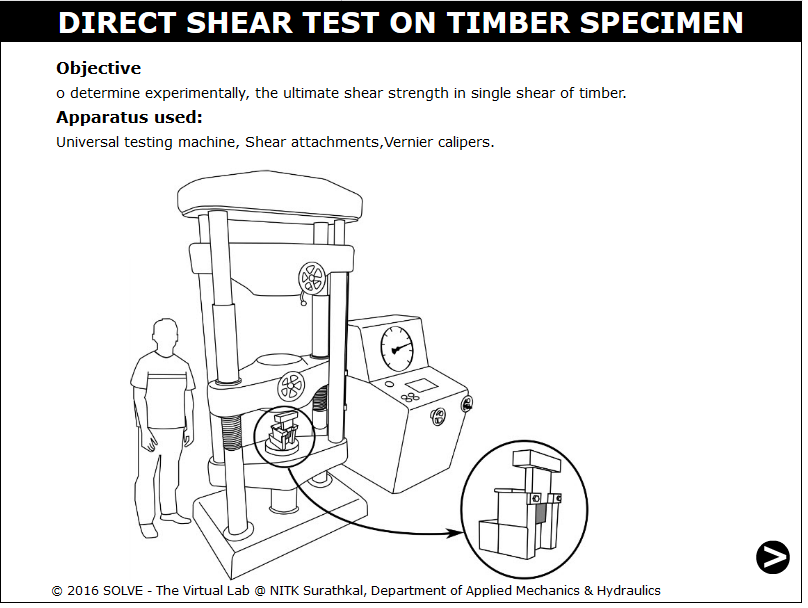 DIRECT SHEAR TEST ON TIMBER SPECIMEN
Objective
o determine experimentally, the ultimate shear strength in single shear of timber.
Apparatus used:
Universal testing machine, Shear attachments,Vernier calipers.
© 2016 SOLVE - The Virtual Lab @ NITK Surathkal, Department of Applied Mechanics & Hydraulics